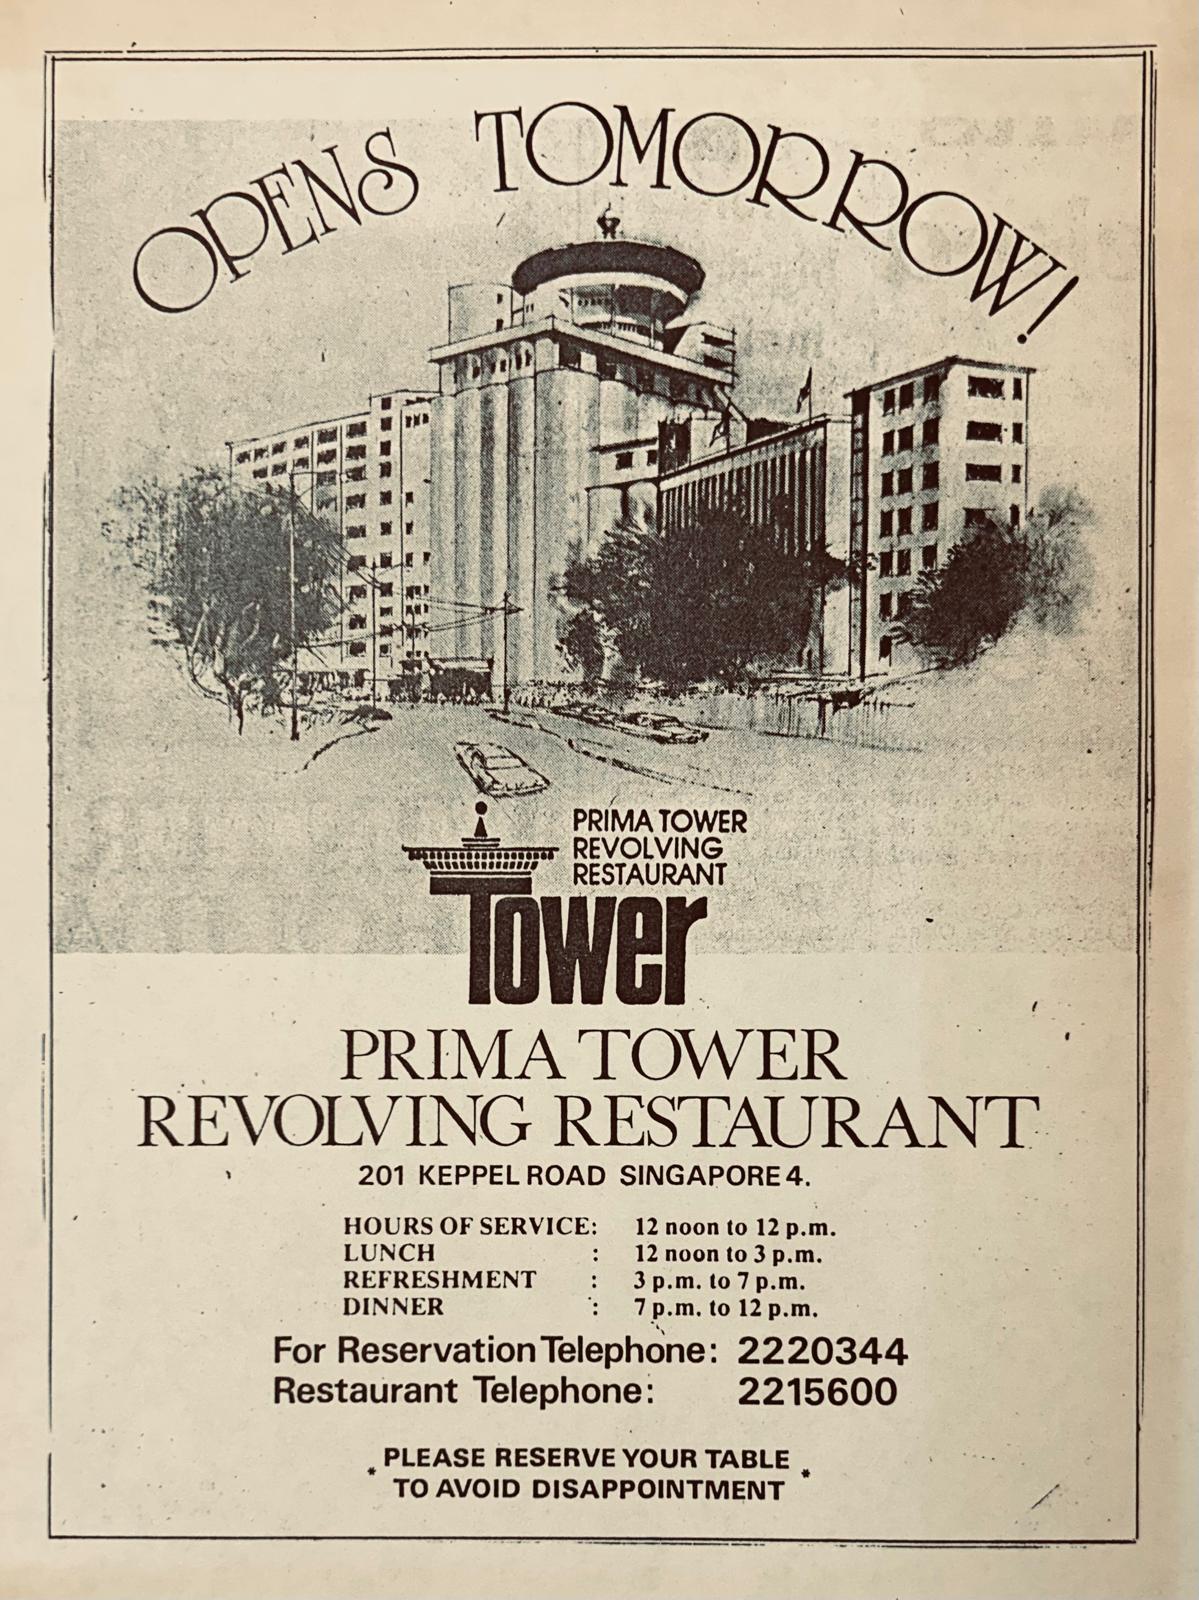 OPENS TOMORROW!
PRIMA TOWER
REVOLVING
RESTAURANT
Tower
PRIMA TOWER
REVOLVING RESTAURANT
201 KEPPEL ROAD SINGAPORE 4.
HOURS OF SERVICE: 12 noon to 12 p.m.
LUNCH : 12 noon to 3 p.m.
REFRESHMENT : 3 p.m. to 7 p.m.
DINNER : 7 p.m. to 12 p.m.
For Reservation Telephone: 2220344
Restaurant Telephone: 2215600
* PLEASE RESERVE YOUR TABLE *
TO AVOID DISAPPOINTMENT